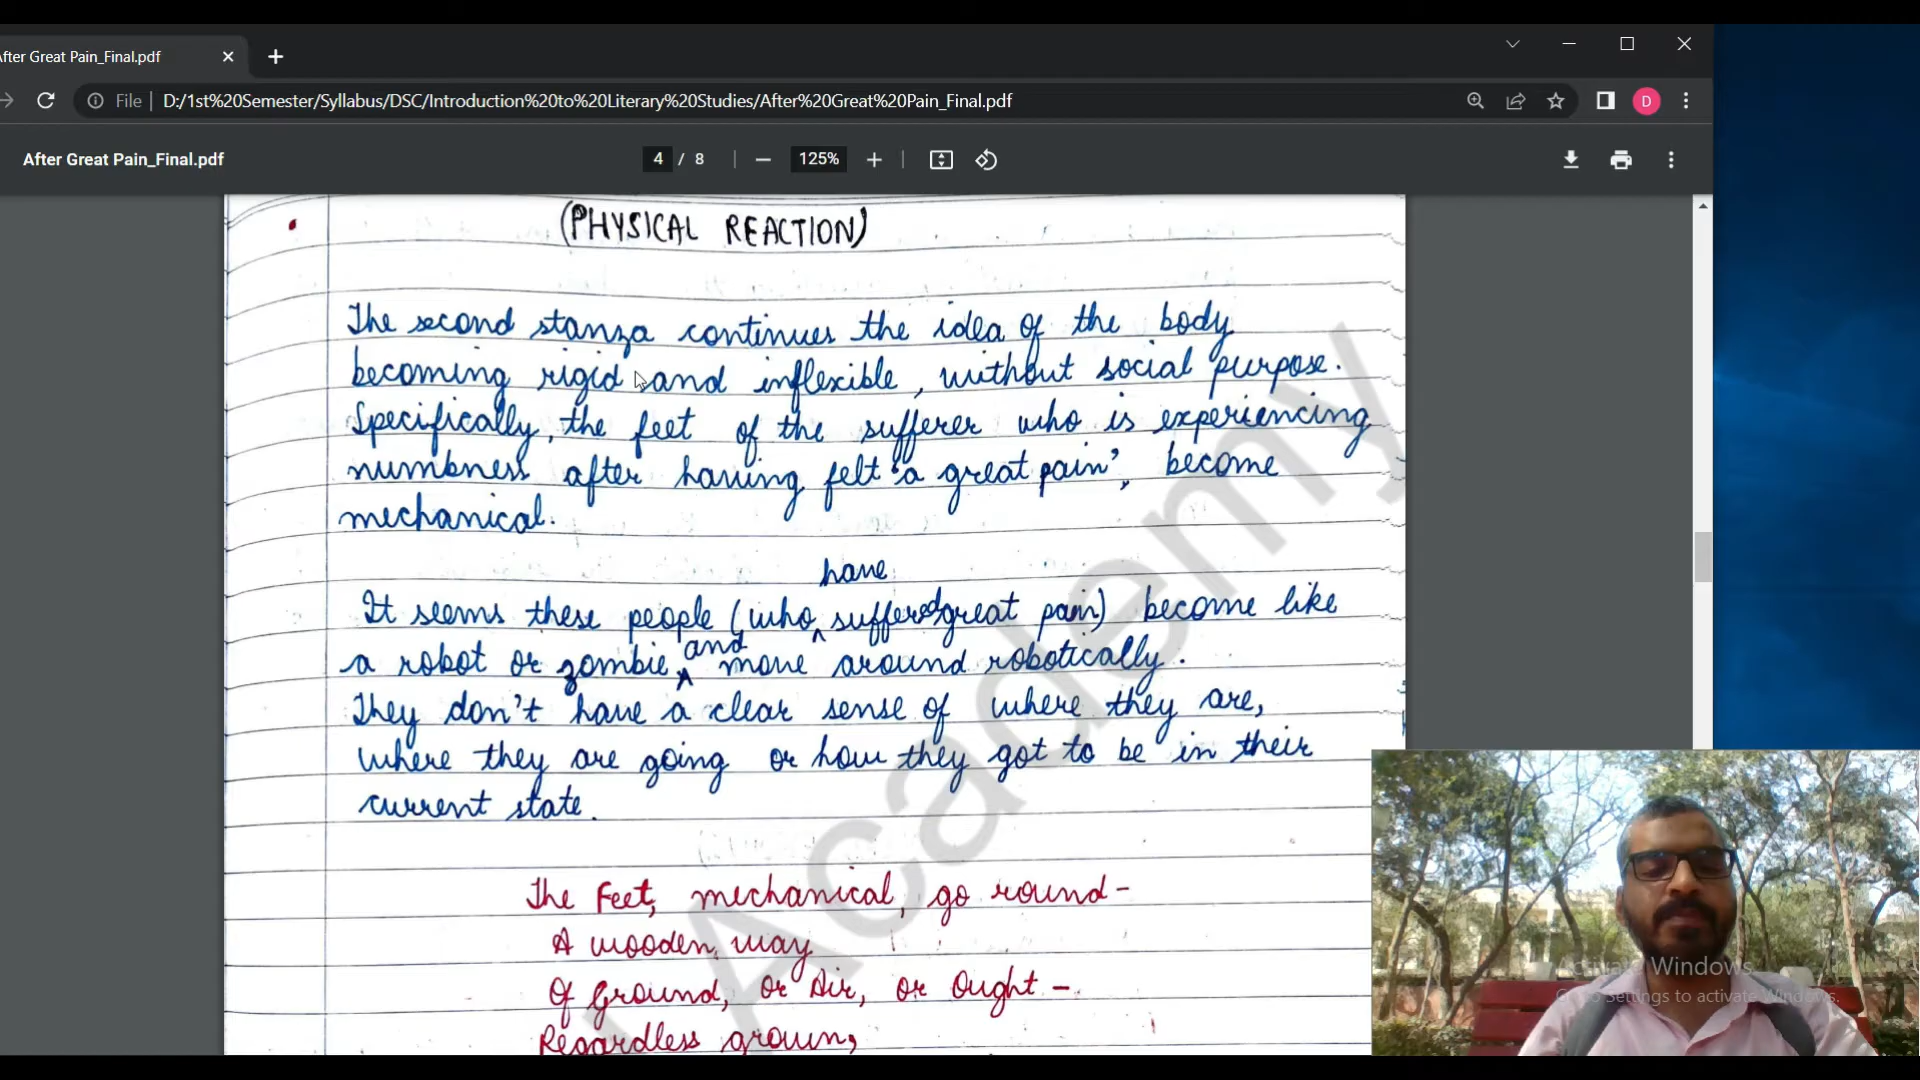 After Great Pain_Final.pdf
File D:/1st%20Semester/Syllabus/DSC/Introduction%20to%20Literary%20Studies/After%20Great%20Pain_Final.pdf
D
After Great Pain_Final.pdf
4 / 8
125%
(PHYSICAL REACTION)
The second stanza continues the idea of the body
becoming rigid and inflexible, without social purpose.
Specifically, the feet of the sufferer who is experiencing
numbness after having felt 'a great pain', become
mechanical.
have
It seems these people (who ^ suffered great pain) become like
and
a robot or zombie ^ move around robotically.
They don't have a clear sense of where they are,
where they are going or how they got to be in their
current state.
The Feet, mechanical, go round-
A wooden way
Of Ground, or Air, or Ought -
Regardless grown,
Academy
Activate Windows
Go to Settings to activate Windows.